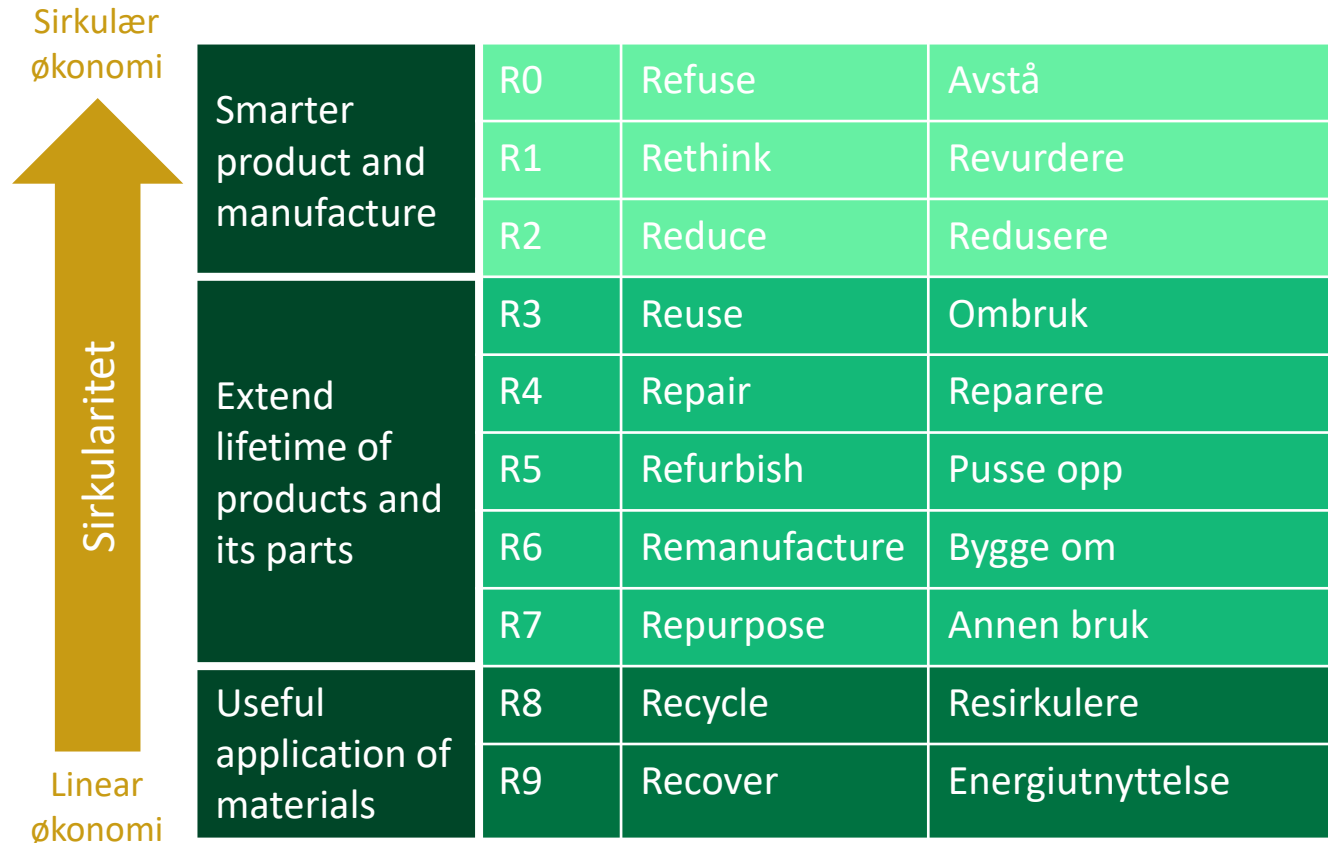 Sirkulær
økonomi
Sirkularitet
Linear
økonomi
Smarter
product and
manufacture
R0 Refuse Avstå
R1 Rethink Revurdere
R2 Reduce Redusere
Extend
lifetime of
products and
its parts
R3 Reuse Ombruk
R4 Repair Reparere
R5 Refurbish Pusse opp
R6 Remanufacture Bygge om
R7 Repurpose Annen bruk
Useful
application of
materials
R8 Recycle Resirkulere
R9 Recover Energiutnyttelse